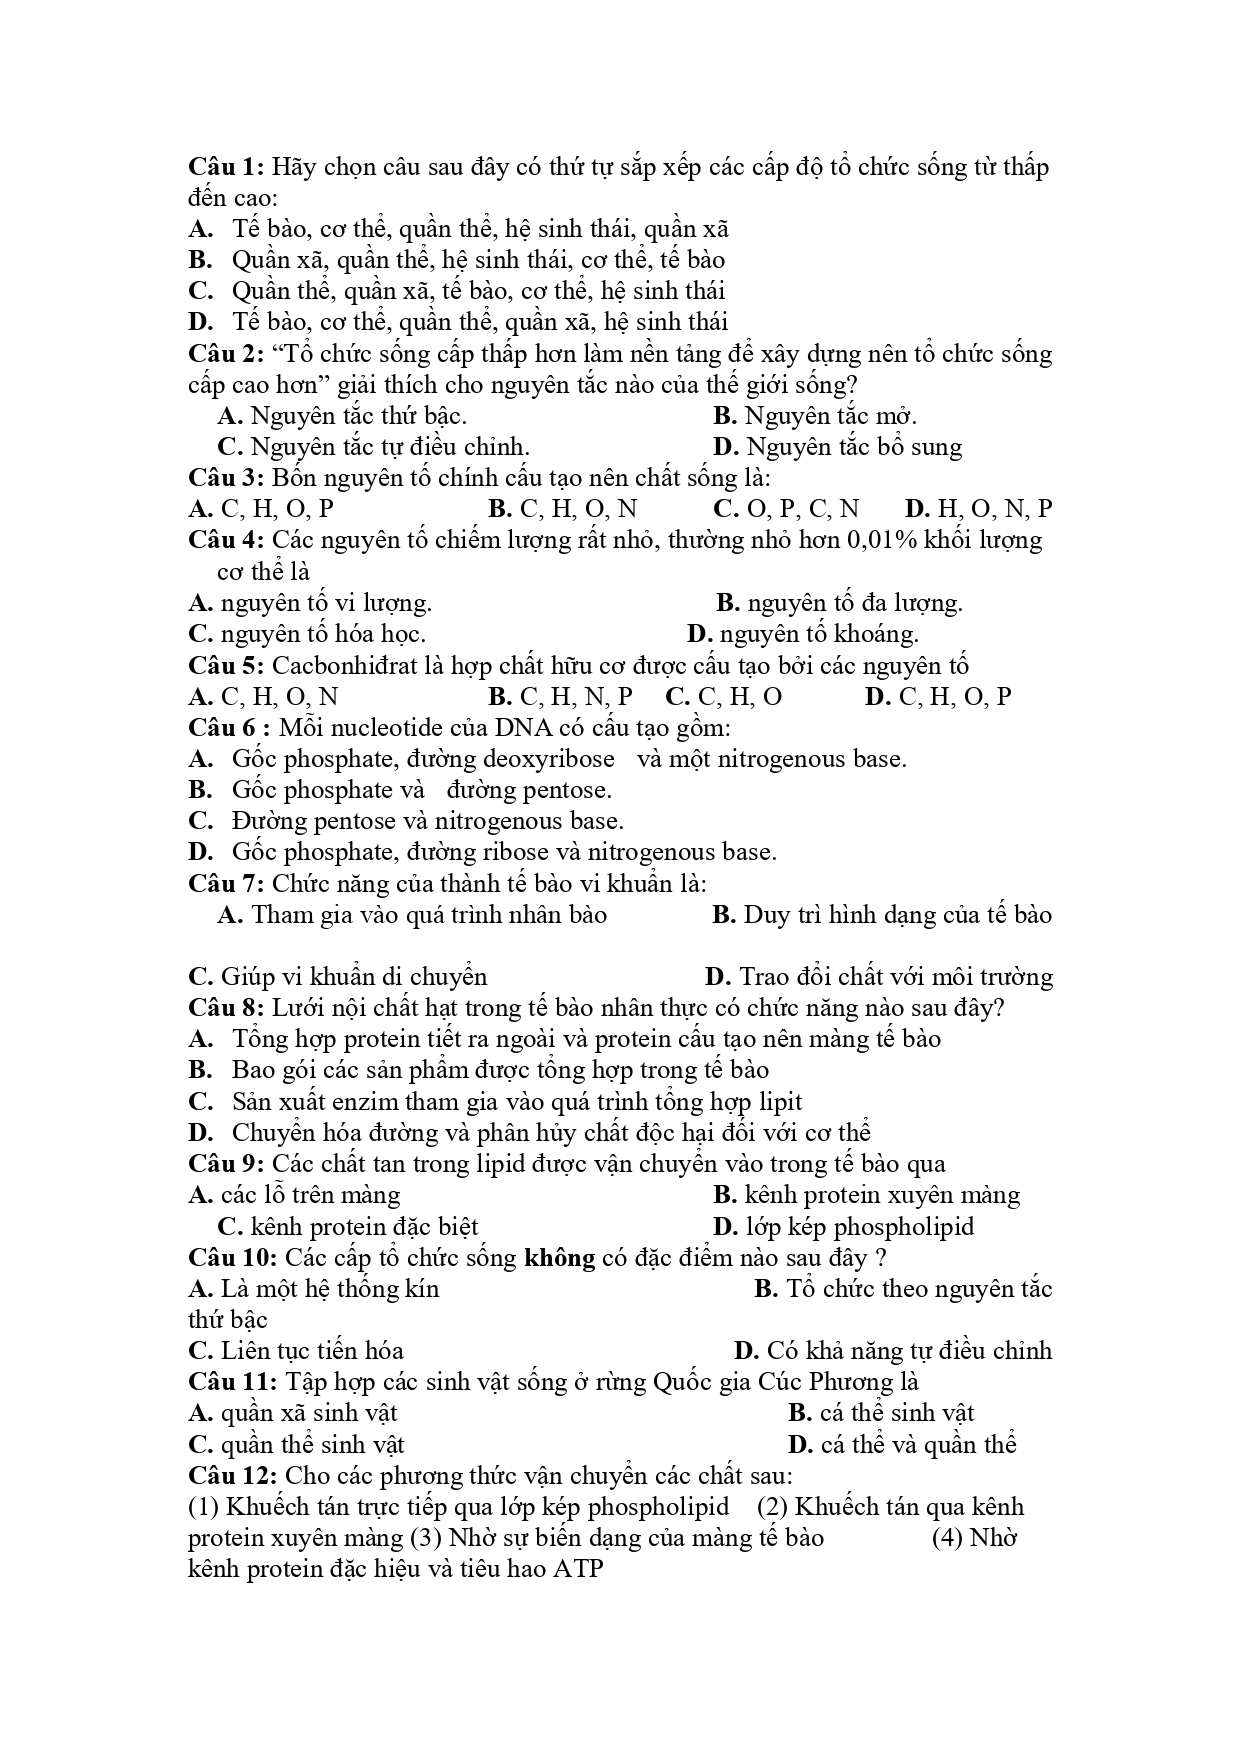 Câu 1: Hãy chọn câu sau đây có thứ tự sắp xếp các cấp độ tổ chức sống từ thấp
đến cao:
A. Tế bào, cơ thể, quần thể, hệ sinh thái, quần xã
B. Quần xã, quần thể, hệ sinh thái, cơ thể, tế bào
C. Quần thể, quần xã, tế bào, cơ thể, hệ sinh thái
D. Tế bào, cơ thể, quần thể, quần xã, hệ sinh thái
Câu 2: “Tổ chức sống cấp thấp hơn làm nền tảng để xây dựng nên tổ chức sống
cấp cao hơn” giải thích cho nguyên tắc nào của thế giới sống?
A. Nguyên tắc thứ bậc. B. Nguyên tắc mở.
C. Nguyên tắc tự điều chỉnh. D. Nguyên tắc bổ sung
Câu 3: Bốn nguyên tố chính cấu tạo nên chất sống là:
A. C, H, O, P B. C, H, O, N C. O, P, C, N D. H, O, N, P
Câu 4: Các nguyên tố chiếm lượng rất nhỏ, thường nhỏ hơn 0,01% khối lượng
cơ thể là
A. nguyên tố vi lượng. B. nguyên tố đa lượng.
C. nguyên tố hóa học. D. nguyên tố khoáng.
Câu 5: Cacbonhiđrat là hợp chất hữu cơ được cấu tạo bởi các nguyên tố
A. C, H, O, N B. C, H, N, P C. C, H, O D. C, H, O, P
Câu 6 : Mỗi nucleotide của DNA có cấu tạo gồm:
A. Gốc phosphate, đường deoxyribose và một nitrogenous base.
B. Gốc phosphate và đường pentose.
C. Đường pentose và nitrogenous base.
D. Gốc phosphate, đường ribose và nitrogenous base.
Câu 7: Chức năng của thành tế bào vi khuẩn là:
A. Tham gia vào quá trình nhân bào B. Duy trì hình dạng của tế bào
C. Giúp vi khuẩn di chuyển D. Trao đổi chất với môi trường
Câu 8: Lưới nội chất hạt trong tế bào nhân thực có chức năng nào sau đây?
A. Tổng hợp protein tiết ra ngoài và protein cấu tạo nên màng tế bào
B. Bao gói các sản phẩm được tổng hợp trong tế bào
C. Sản xuất enzim tham gia vào quá trình tổng hợp lipit
D. Chuyển hóa đường và phân hủy chất độc hại đối với cơ thể
Câu 9: Các chất tan trong lipid được vận chuyển vào trong tế bào qua
A. các lỗ trên màng B. kênh protein xuyên màng
C. kênh protein đặc biệt D. lớp kép phospholipid
Câu 10: Các cấp tổ chức sống không có đặc điểm nào sau đây ?
A. Là một hệ thống kín B. Tổ chức theo nguyên tắc
thứ bậc
C. Liên tục tiến hóa D. Có khả năng tự điều chỉnh
Câu 11: Tập hợp các sinh vật sống ở rừng Quốc gia Cúc Phương là
A. quần xã sinh vật B. cá thể sinh vật
C. quần thể sinh vật D. cá thể và quần thể
Câu 12: Cho các phương thức vận chuyển các chất sau:
(1) Khuếch tán trực tiếp qua lớp kép phospholipid (2) Khuếch tán qua kênh
protein xuyên màng (3) Nhờ sự biến dạng của màng tế bào (4) Nhờ
kênh protein đặc hiệu và tiêu hao ATP